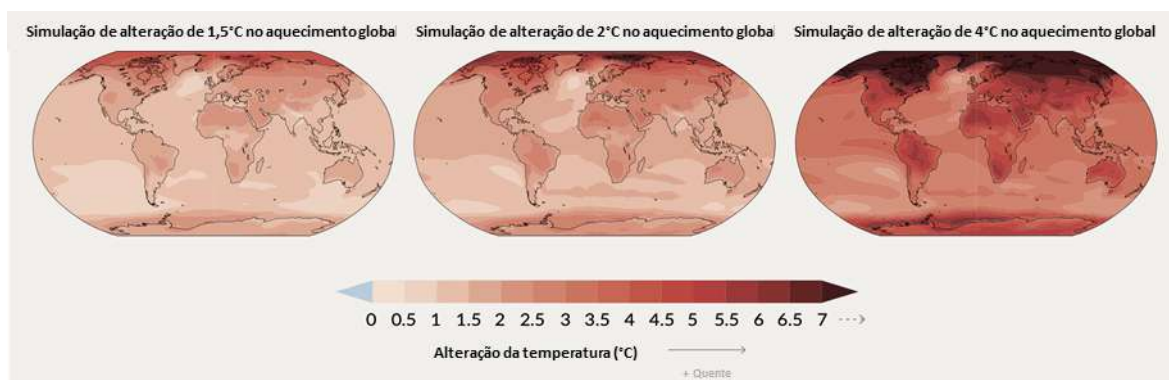 Simulação de alteração de 1,5°C no aquecimento global
Simulação de alteração de 2°C no aquecimento global
Simulação de alteração de 4°C no aquecimento global
0 0.5 1 1.5 2 2.5 3 3.5 4 4.5 5 5.5 6 6.5 7
Alteração da temperatura (°C)
+ Quente